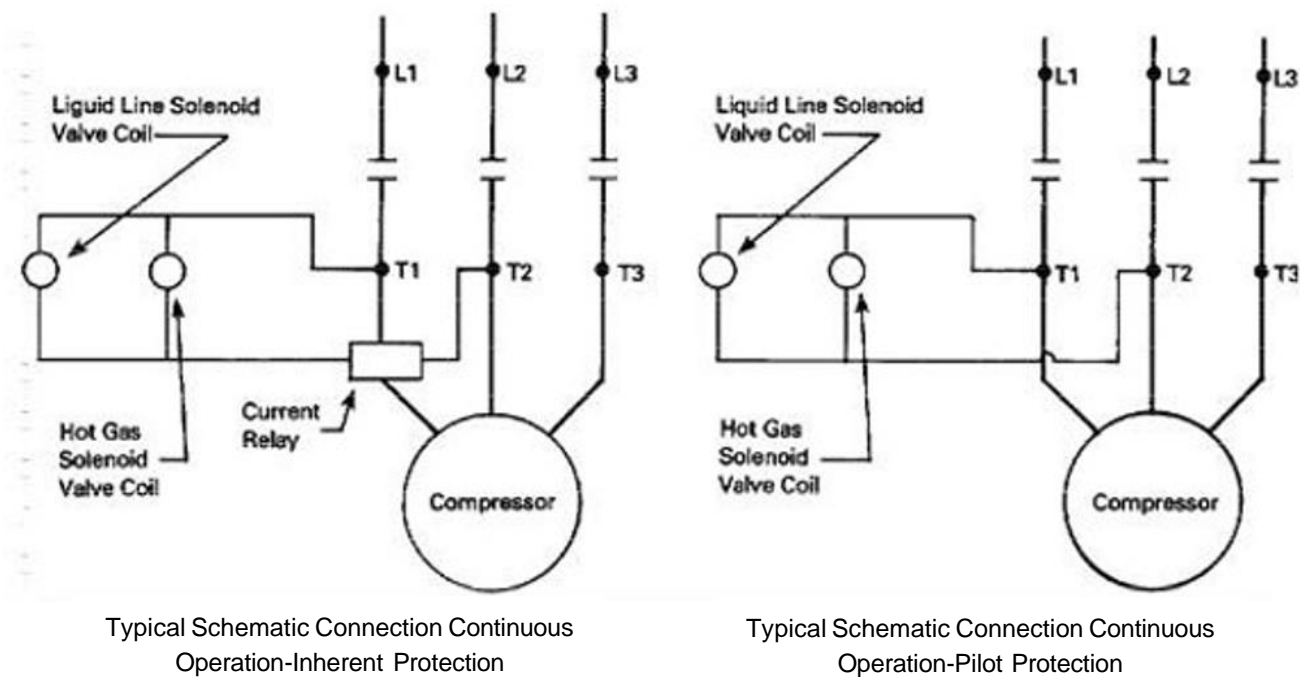 L1
L2
L3
Liguid Line Solenoid
Valve Coil
T1
T2
T3
Current
Relay
Hot Gas
Solenoid
Valve Coil
Compressor
Typical Schematic Connection Continuous
Operation-Inherent Protection
L1
L2
L3
Liquid Line Solenoid
Valve Coil
T1
T2
T3
Hot Gas
Solenoid
Valve Coil
Compressor
Typical Schematic Connection Continuous
Operation-Pilot Protection